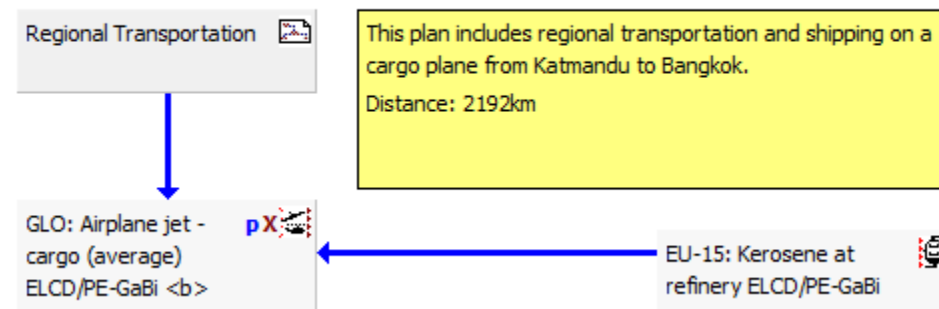 Regional Transportation
This plan includes regional transportation and shipping on a
cargo plane from Katmandu to Bangkok.
Distance: 2192km
GLO: Airplane jet -
cargo (average)
ELCD/PE-GaBi <b>
pX
EU-15: Kerosene at
refinery ELCD/PE-GaBi